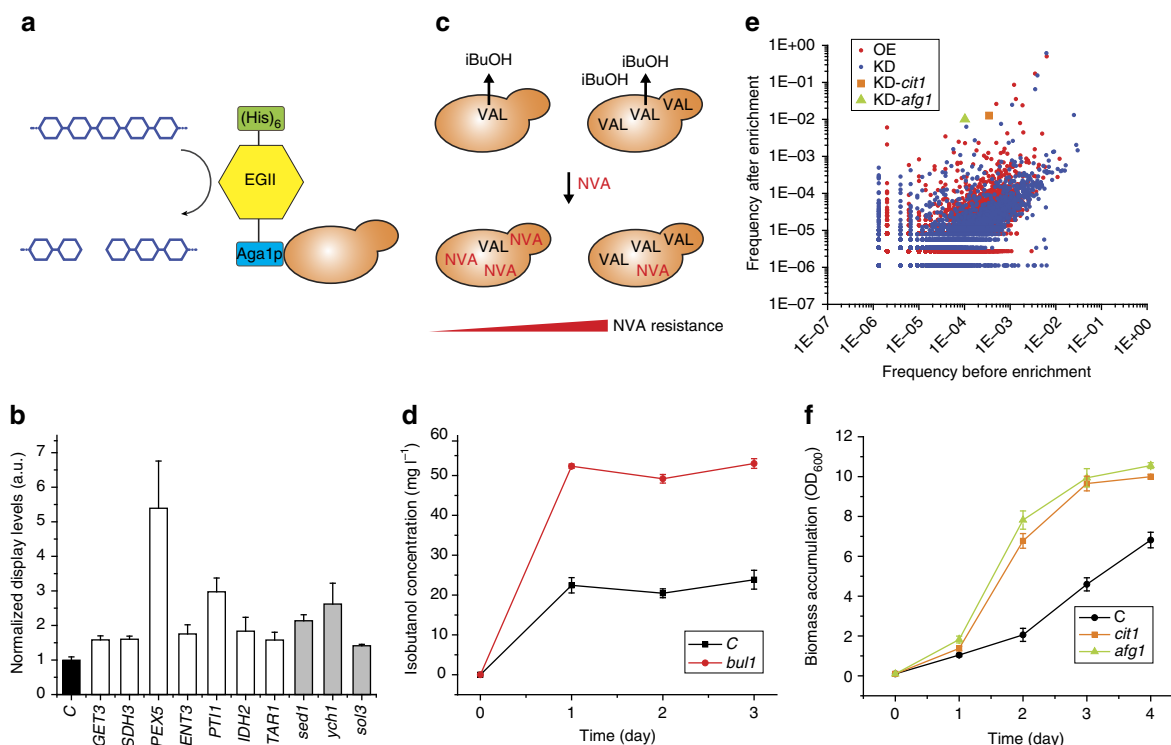 a
(His)6
EGII
Aga1p
b
Normalized display levels (a.u.)
7
6
5
4
3
2
1
0
C
GET3
SDH3
PEX5
ENT3
PTI1
IDH2
TAR1
sed1
ych1
sol3
c
iBuOH
iBuOH
iBuOH
VAL
VAL
VAL
VAL
NVA
VAL
NVA
NVA
NVA
VAL
VAL
VAL
NVA
NVA resistance
d
Isobutanol concentration (mg l−1)
60
50
40
30
20
10
0
C
bul1
0 1 2 3
Time (day)
e
OE
KD
KD-cit1
KD-afg1
Frequency after enrichment
1E+00
1E−01
1E−02
1E−03
1E−04
1E−05
1E−06
1E−07
1E−07
1E−06
1E−05
1E−04
1E−03
1E−02
1E−01
1E+00
Frequency before enrichment
f
Biomass accumulation (OD600)
12
10
8
6
4
2
0
C
cit1
afg1
0 1 2 3 4
Time (day)